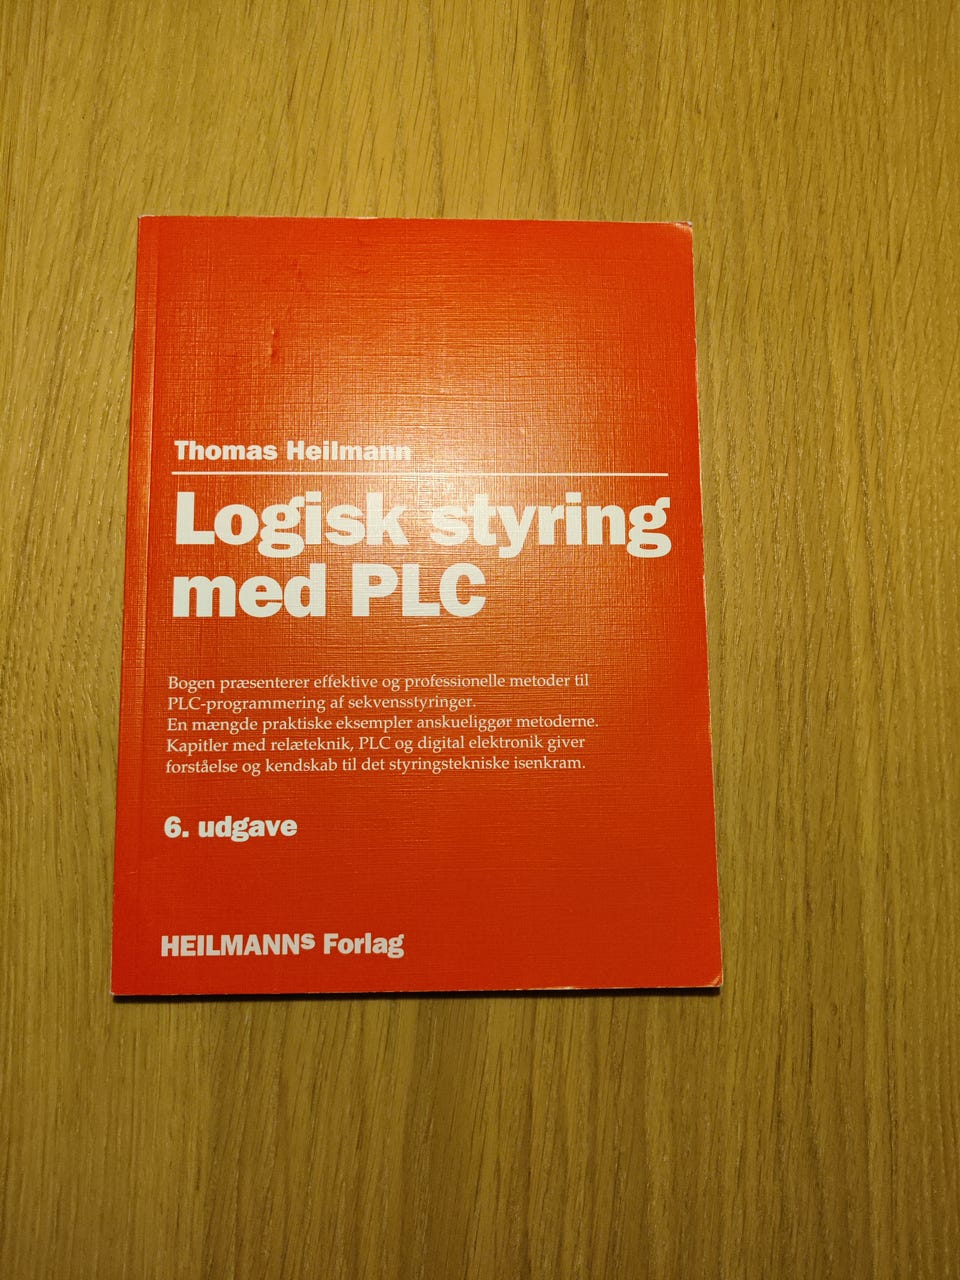 Thomas Heilmann
Logisk styring
med PLC
Bogen præsenterer effektive og professionelle metoder til
PLC-programmering af sekvensstyringer.
En mængde praktiske eksempler anskueliggør metoderne.
Kapitler med relæteknik, PLC og digital elektronik giver
forståelse og kendskab til det styringstekniske isenkram.
6. udgave
HEILMANNs Forlag